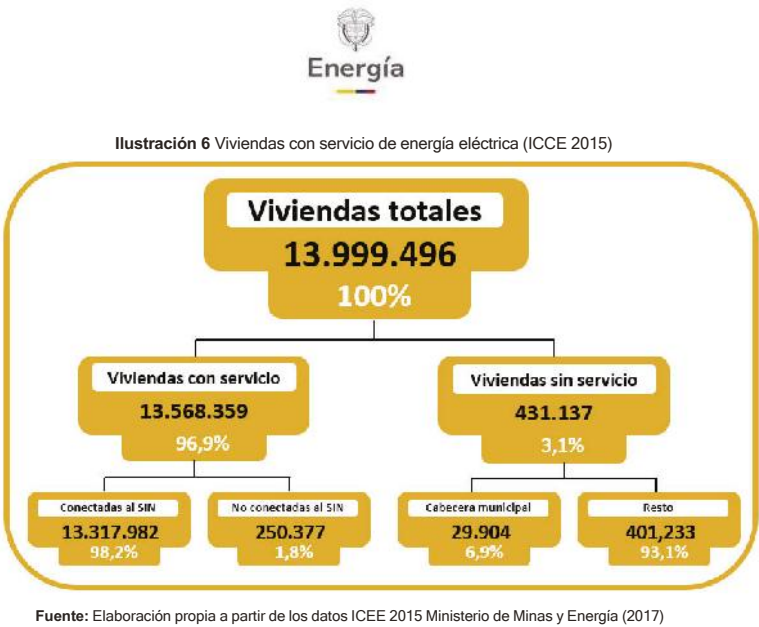 Energía
Ilustración 6 Viviendas con servicio de energía eléctrica (ICCE 2015)
Viviendas totales
13.999.496
100%
Viviendas con servicio
13.568.359
96,9%
Viviendas sin servicio
431.137
3,1%
Conectadas al SIN
13.317.982
98,2%
No conectadas al SIN
250.377
1,8%
Cabecera municipal
29.904
6,9%
Resto
401,233
93,1%
Fuente: Elaboración propia a partir de los datos ICEE 2015 Ministerio de Minas y Energía (2017)